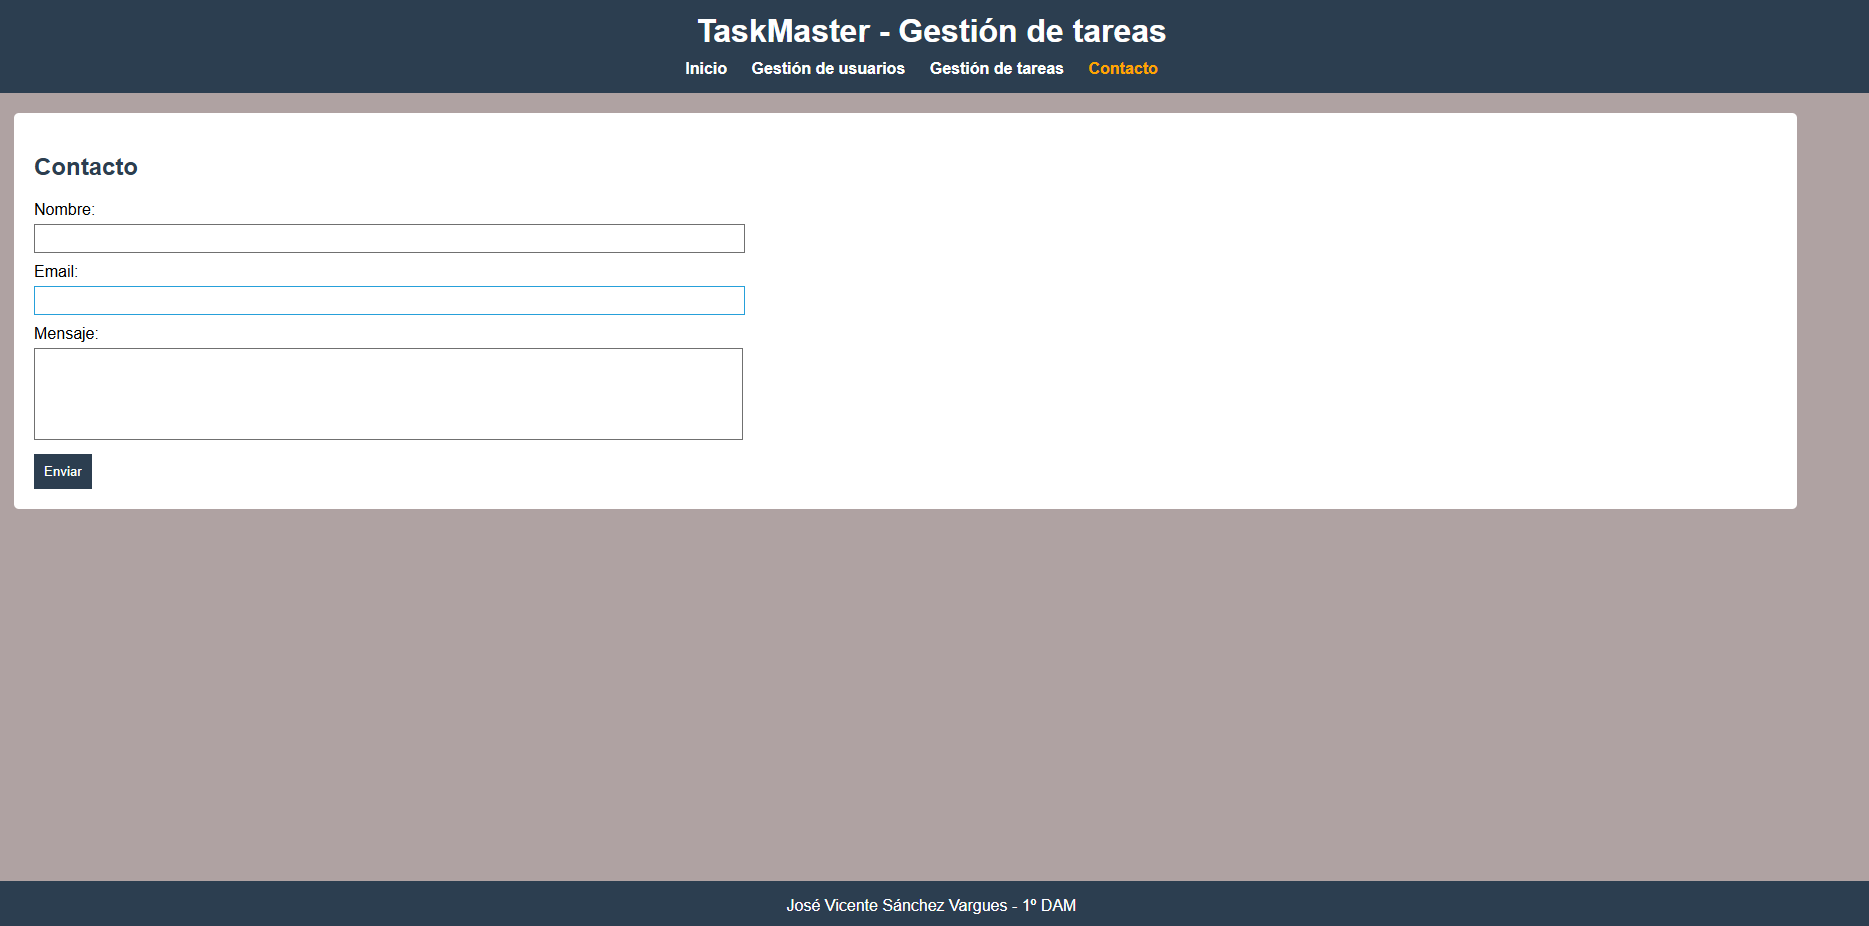 TaskMaster - Gestión de tareas
Inicio Gestión de usuarios Gestión de tareas Contacto
Contacto
Nombre:
Email:
Mensaje:
Enviar
José Vicente Sánchez Vargues - 1º DAM